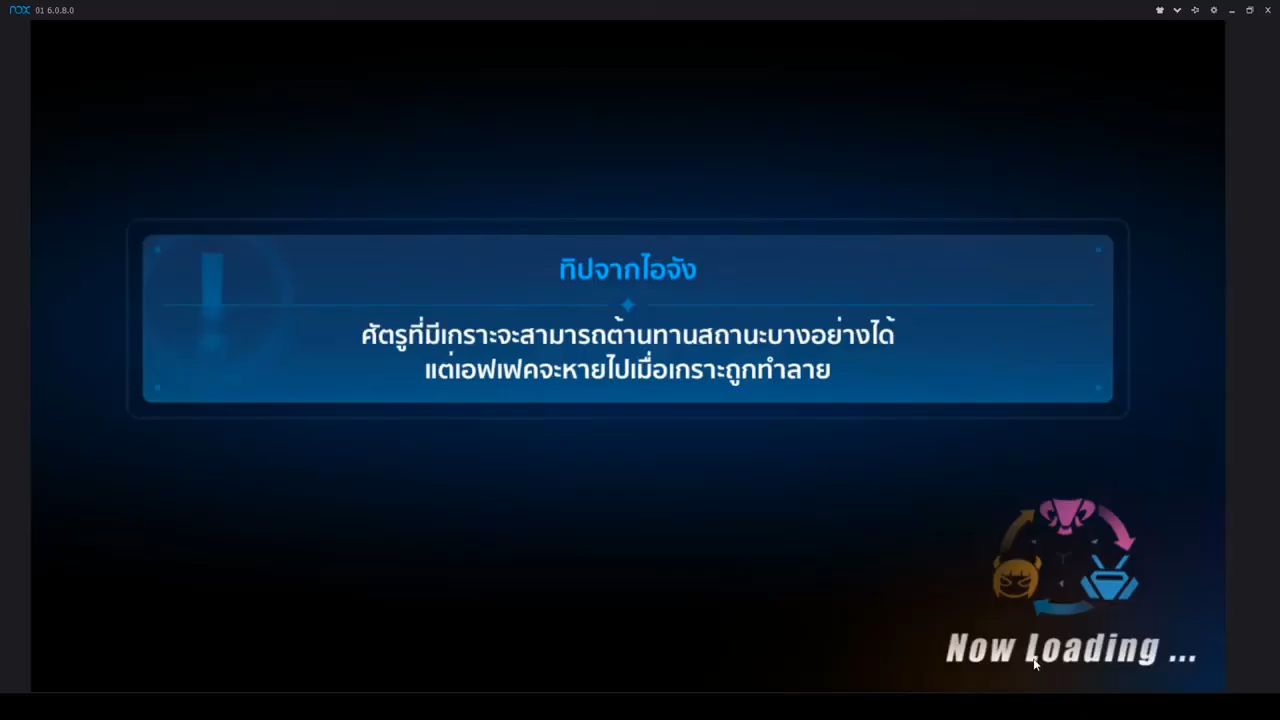 nox 01 6.0.8.0
ทิปจากไอจัง
ศัตรูที่มีเกราะจะสามารถต้านทานสถานะบางอย่างได้
แต่เอฟเฟคจะหายไปเมื่อเกราะถูกทำลาย
Now Loading ...